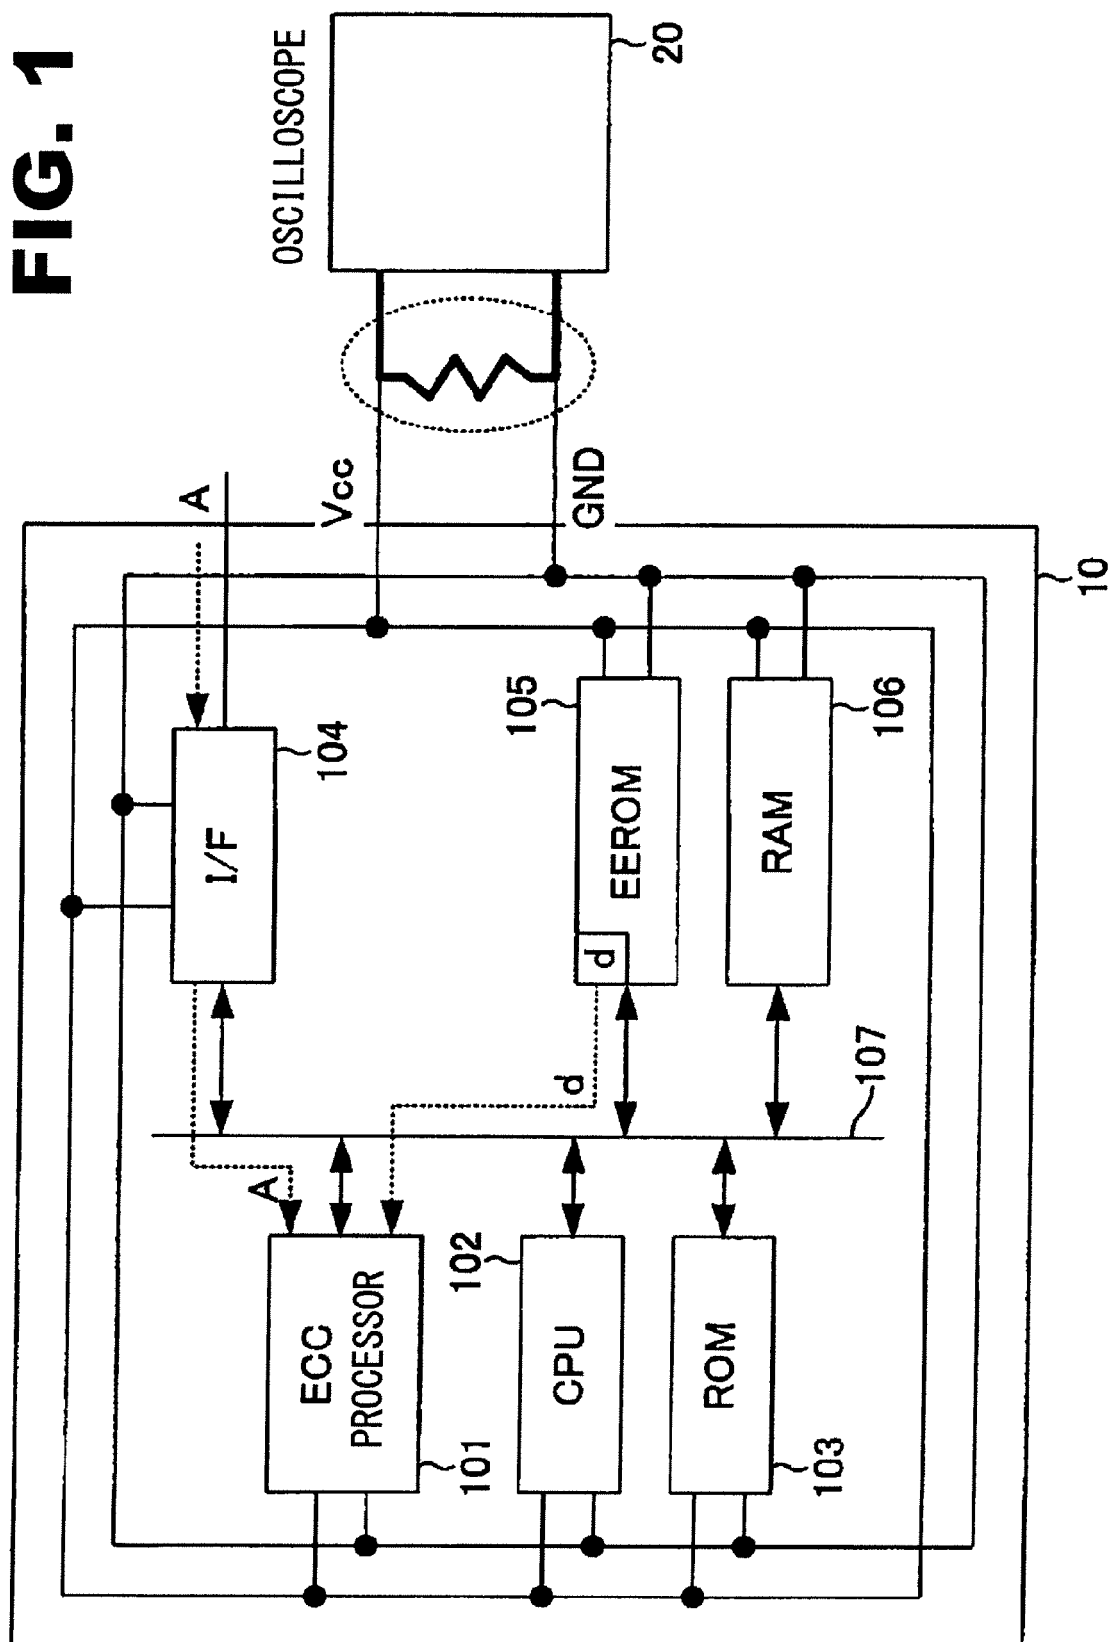 FIG. 1
OSCILLOSCOPE
20
A
Vcc
GND
10
I/F
104
105
EEROM
d
106
RAM
d
107
A
ECC
PROCESSOR
101
102
CPU
ROM
103